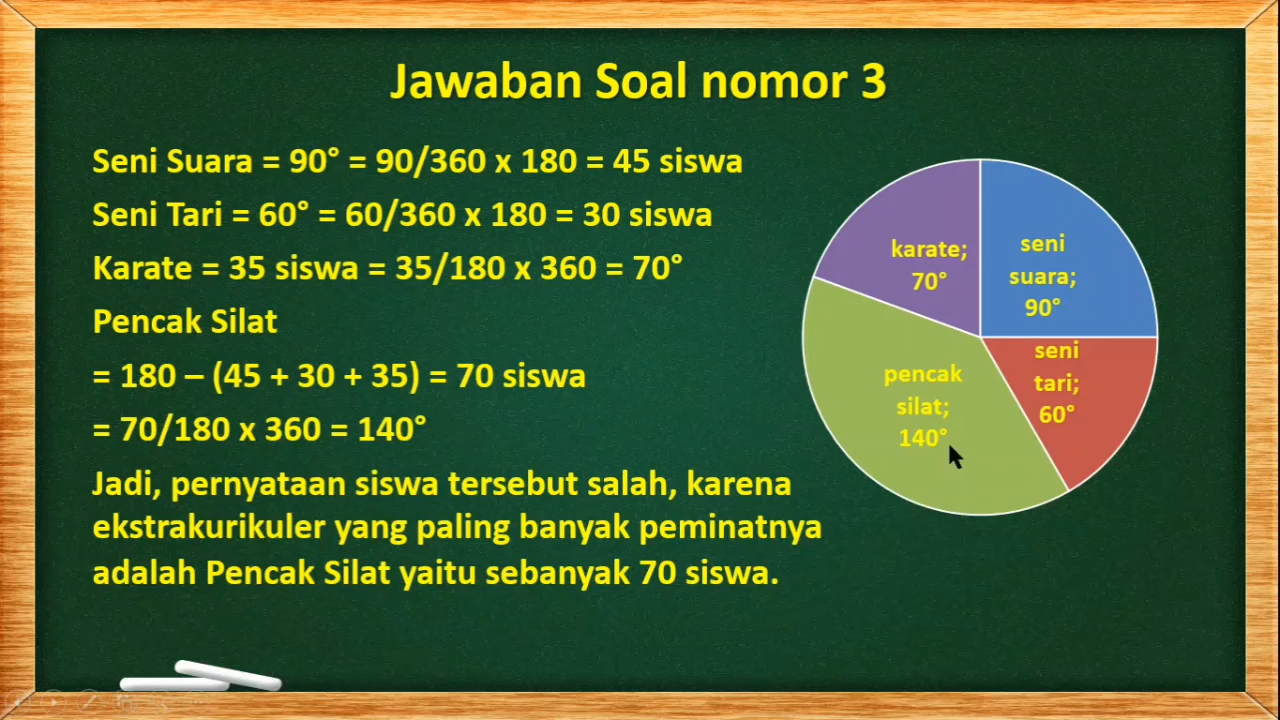 Jawaban Soal nomor 3
Seni Suara = 90° = 90/360 x 180 = 45 siswa
Seni Tari = 60° = 60/360 x 180 = 30 siswa
Karate = 35 siswa = 35/180 x 360 = 70°
Pencak Silat
= 180 – (45 + 30 + 35) = 70 siswa
= 70/180 x 360 = 140°
Jadi, pernyataan siswa tersebut salah, karena
ekstrakurikuler yang paling banyak peminatnya
adalah Pencak Silat yaitu sebanyak 70 siswa.
karate;
70°
seni
suara;
90°
seni
tari;
60°
pencak
silat;
140°